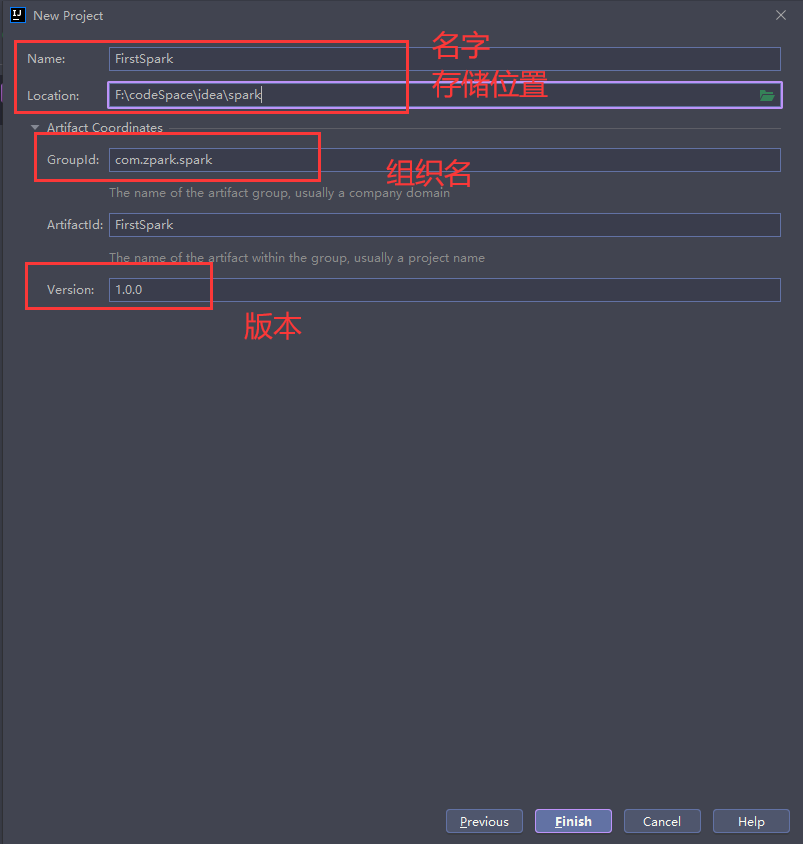 IJ New Project
Name: FirstSpark 名字
Location: F:\codeSpace\idea\spark 存储位置
Artifact Coordinates
GroupId: com.zpark.spark 组织名
The name of the artifact group, usually a company domain
ArtifactId: FirstSpark
The name of the artifact within the group, usually a project name
Version: 1.0.0
版本
Previous Finish Cancel Help